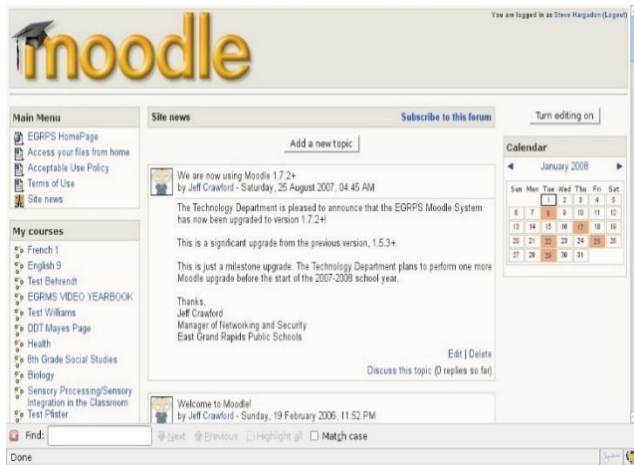 You are logged in as Steve Hargadon (Logout)
moodle
Main Menu
EGRPS HomePage
Access your files from home
Acceptable Use Policy
Terms of Use
Site news
My courses
French 1
English 9
Test Behrendt
EGRMS VIDEO YEARBOOK
Test Williams
DDT Mayes Page
Health
8th Grade Social Studies
Biology
Sensory Processing/Sensory
Integration in the Classroom
Test Pfister
Site news
Subscribe to this forum
Add a new topic
We are now using Moodle 1.7.2+
by Jeff Crawford - Saturday, 25 August 2007, 04:45 AM
The Technology Department is pleased to announce that the EGRPS Moodle System
has now been upgraded to version 1.7.2+!
This is a significant upgrade from the previous version, 1.5.3+.
This is just a milestone upgrade. The Technology Department plans to perform one more
Moodle upgrade before the start of the 2007-2008 school year.
Thanks,
Jeff Crawford
Manager of Networking and Security
East Grand Rapids Public Schools
Edit | Delete
Discuss this topic (0 replies so far)
Welcome to Moodle!
by Jeff Crawford - Sunday, 19 February 2006, 11:52 PM
Turn editing on
Calendar
January 2008
Sun Mon Tue Wed Thu Fri Sat
1 2 3 4 5
6 7 8 9 10 11 12
13 14 15 16 17 18 19
20 21 22 23 24 25 26
27 28 29 30 31
Find:
Next Previous Highlight all Match case
Done